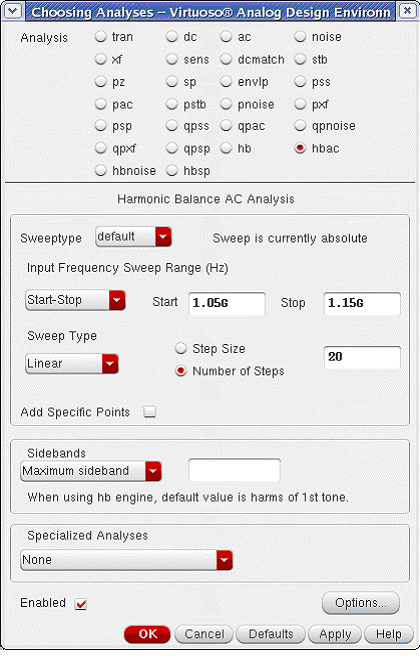 Choosing Analyses -- Virtuoso® Analog Design Environn
Analysis tran dc ac noise
xf sens dcmatch stb
pz sp envlp pss
pac pstb pnoise pxf
psp qpss qpac qpnoise
qpxf qpsp hb hbac
hbnoise hbsp
Harmonic Balance AC Analysis
Sweeptype default Sweep is currently absolute
Input Frequency Sweep Range (Hz)
Start-Stop Start 1.05G Stop 1.15G
Sweep Type
Step Size
Linear Number of Steps 20
Add Specific Points
Sidebands
Maximum sideband
When using hb engine, default value is harms of 1st tone.
Specialized Analyses
None
Enabled Options...
OK Cancel Defaults Apply Help